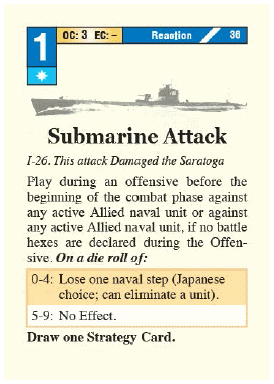 1 OC: 3 EC: – Reaction 36
Submarine Attack
I-26. This attack Damaged the Saratoga
Play during an offensive before the
beginning of the combat phase against
any active Allied naval unit or against
any active Allied naval unit, if no battle
hexes are declared during the Offen-
sive. On a die roll of:
0-4: Lose one naval step (Japanese
choice; can eliminate a unit).
5-9: No Effect.
Draw one Strategy Card.